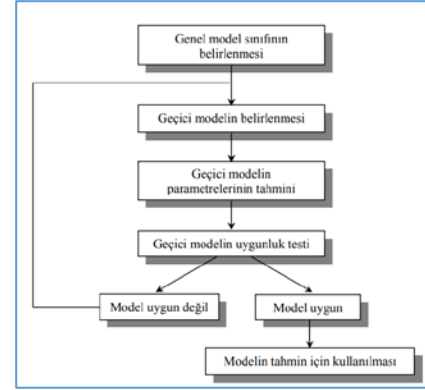 Genel model sınıfının
belirlenmesi
Geçici modelin belirlenmesi
Geçici modelin
parametrelerinin tahmini
Geçici modelin uygunluk testi
Model uygun değil
Model uygun
Modelin tahmin için kullanılması